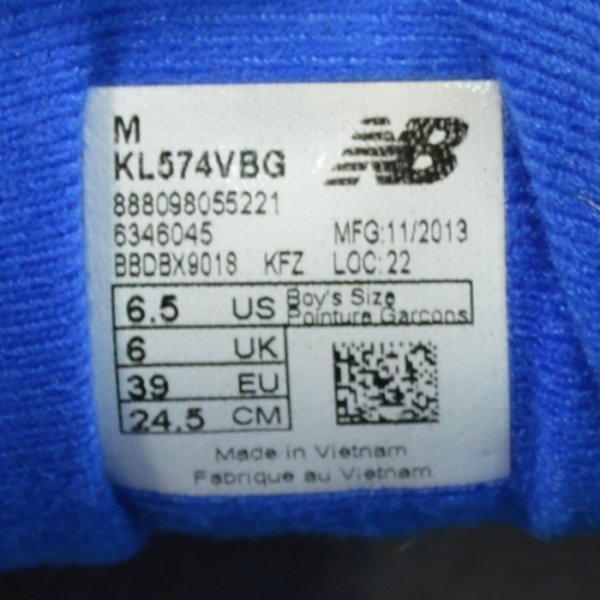 M
KL574VBG
NB
888098055221
6346045 MFG:11/2013
BBDBX9018 KFZ LOC:22
6.5 US Boy's Size
Pointure Garcons
6 UK
39 EU
24.5 CM
Made in Vietnam
Fabrique au Vietnam